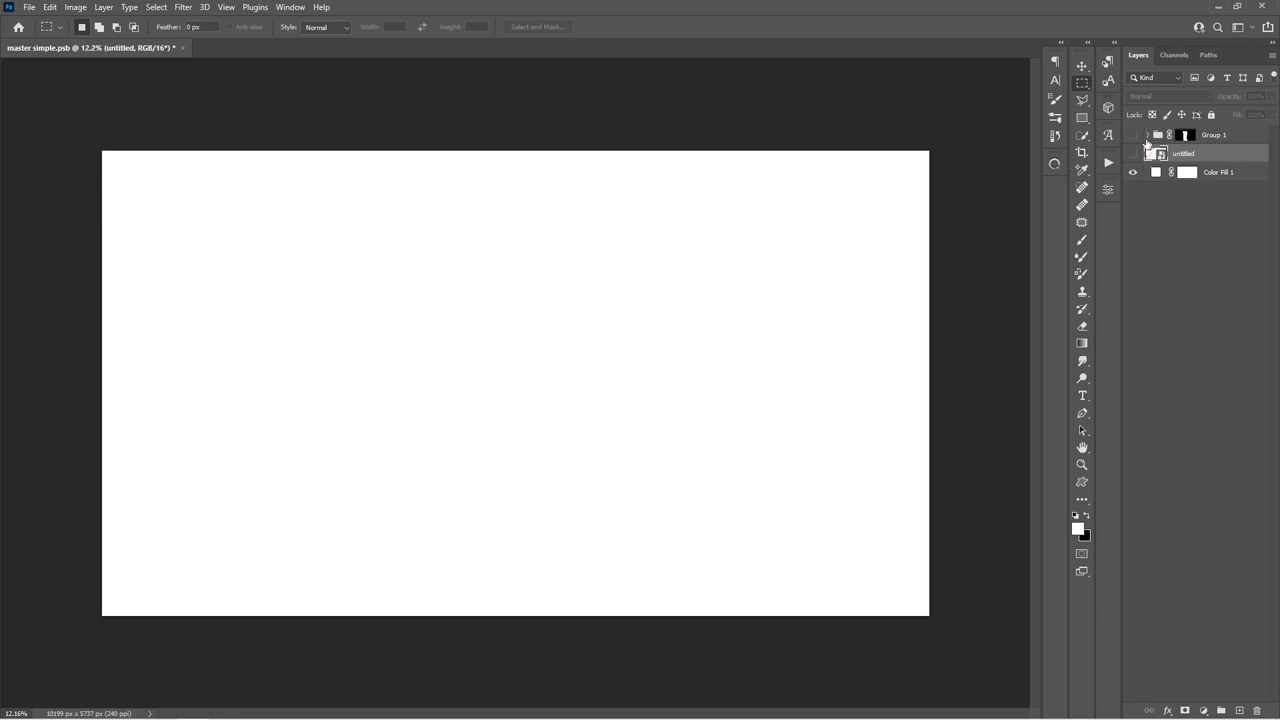 Ps File Edit Image Layer Type Select Filter 3D View Plugins Window Help
Feather: 0 px Anti-alias Style: Normal Width: Height: Select and Mask...
master simple.psb @ 12.2% (untitled, RGB/16*) * ×
Layers Channels Paths
Kind
Normal Opacity: 100%
Lock: Fill: 100%
Group 1
untitled
Color Fill 1
12.16% 10199 px x 5737 px (240 ppi)